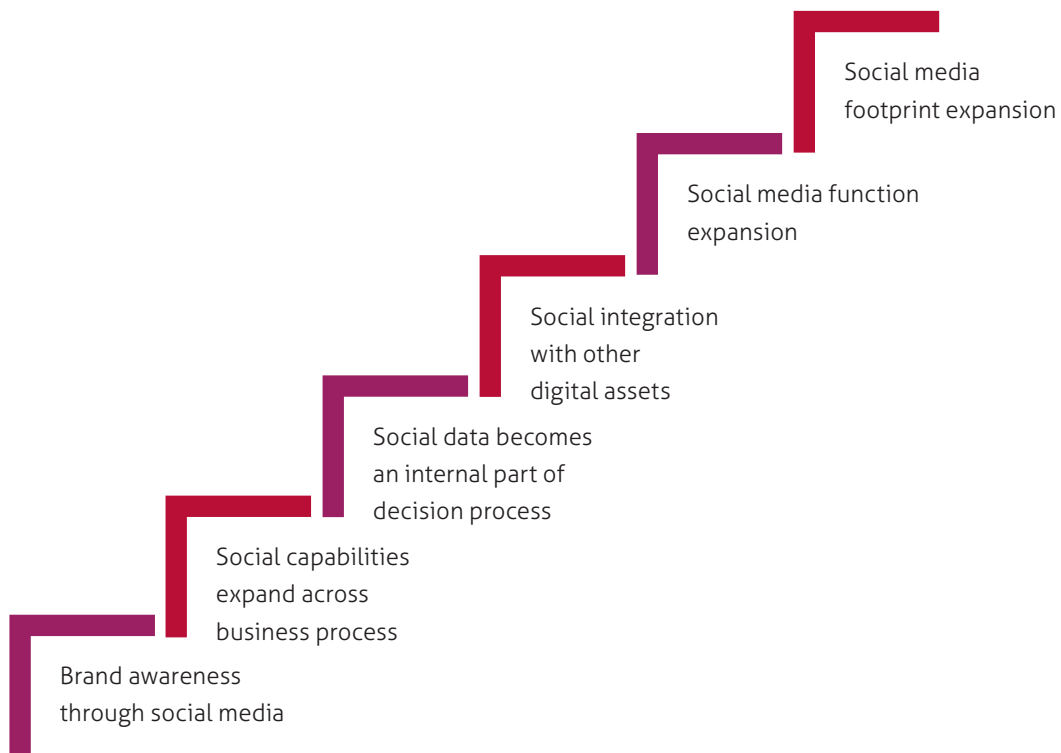 Social media
footprint expansion
Social media function
expansion
Social integration
with other
digital assets
Social data becomes
an internal part of
decision process
Social capabilities
expand across
business process
Brand awareness
through social media